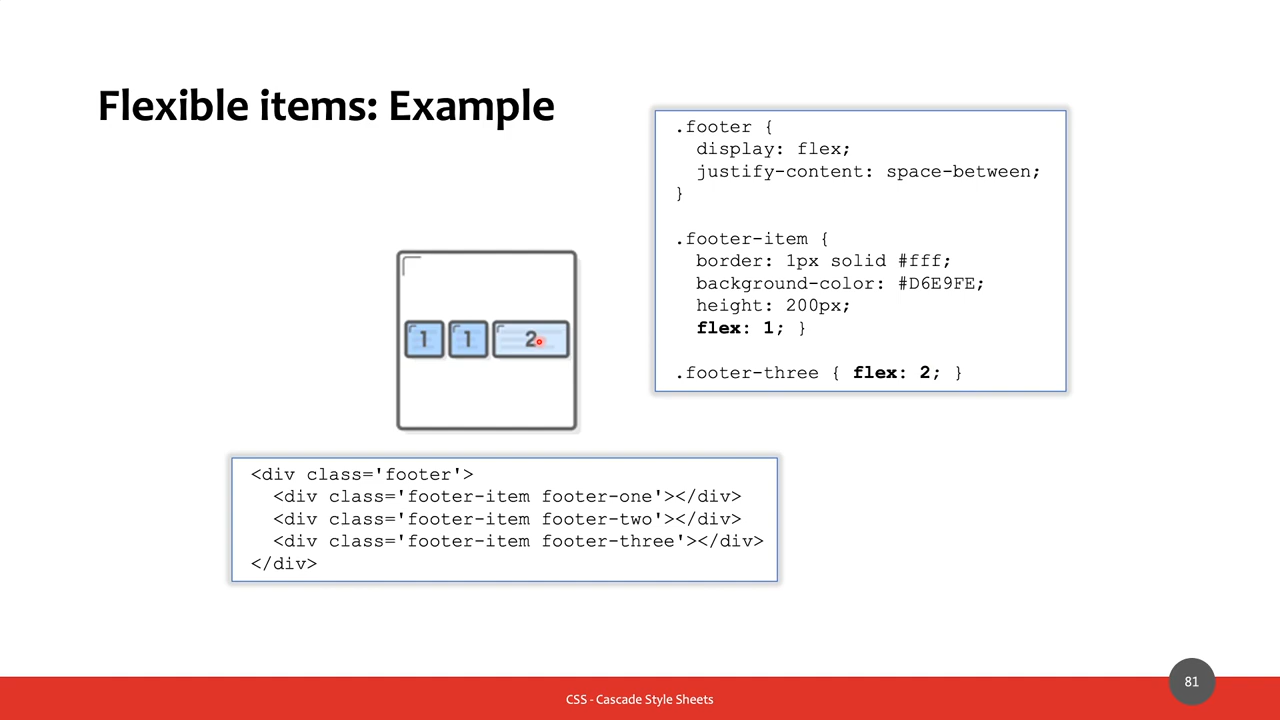 Flexible items: Example
.footer {
display: flex;
justify-content: space-between;
}
.footer-item {
border: 1px solid #fff;
background-color: #D6E9FE;
height: 200px;
flex: 1; }
.footer-three { flex: 2; }
1 1 2
<div class='footer'>
<div class='footer-item footer-one'></div>
<div class='footer-item footer-two'></div>
<div class='footer-item footer-three'></div>
</div>
81
CSS - Cascade Style Sheets